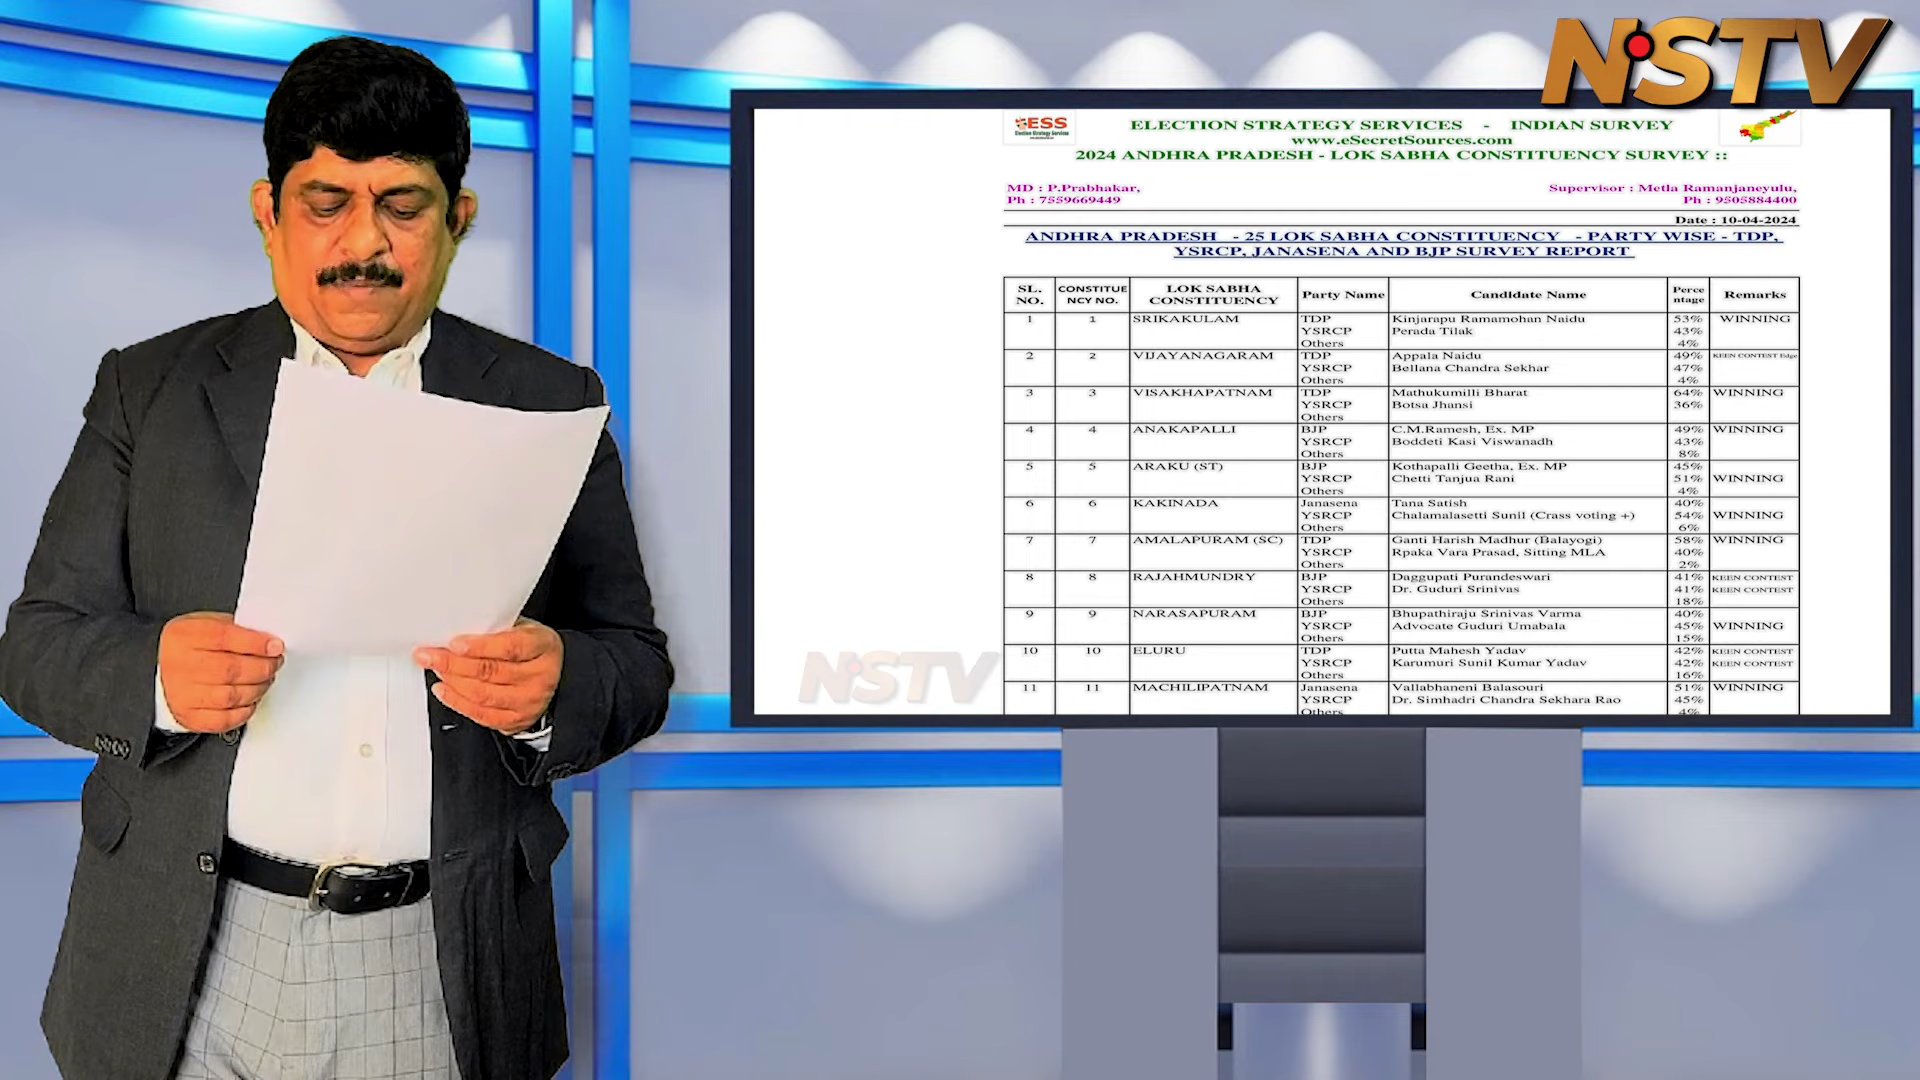 NSTV
ESS
ELECTION STRATEGY SERVICES - INDIAN SURVEY
www.eSecretSources.com
2024 ANDHRA PRADESH - LOK SABHA CONSTITUENCY SURVEY ::
MD : P.Prabhakar,
Ph : 7559669449
Supervisor : Metla Ramanjaneyulu,
Ph : 9505884400
Date : 10-04-2024
ANDHRA PRADESH - 25 LOK SABHA CONSTITUENCY - PARTY WISE - TDP,
YSRCP, JANASENA AND BJP SURVEY REPORT
SL. NO. CONSTITUE NCY NO. LOK SABHA CONSTITUENCY Party Name Candidate Name Perce ntage Remarks
1 1 SRIKAKULAM TDP Kinjarapu Ramamohan Naidu 53% WINNING
YSRCP Perada Tilak 43%
Others 4%
2 2 VIJAYANAGARAM TDP Appala Naidu 49% KEEN CONTEST Edge
YSRCP Bellana Chandra Sekhar 47%
Others 4%
3 3 VISAKHAPATNAM TDP Mathukumilli Bharat 64% WINNING
YSRCP Botsa Jhansi 36%
Others
4 4 ANAKAPALLI BJP C.M.Ramesh, Ex. MP 49% WINNING
YSRCP Boddeti Kasi Viswanadh 43%
Others 8%
5 5 ARAKU (ST) BJP Kothapalli Geetha, Ex. MP 45%
YSRCP Chetti Tanjua Rani 51% WINNING
Others 4%
6 6 KAKINADA Janasena Tana Satish 40%
YSRCP Chalamalasetti Sunil (Crass voting +) 54% WINNING
Others 6%
7 7 AMALAPURAM (SC) TDP Ganti Harish Madhur (Balayogi) 58% WINNING
YSRCP Rpaka Vara Prasad, Sitting MLA 40%
Others 2%
8 8 RAJAHMUNDRY BJP Daggupati Purandeswari 41% KEEN CONTEST
YSRCP Dr. Guduri Srinivas 41% KEEN CONTEST
Others 18%
9 9 NARASAPURAM BJP Bhupathiraju Srinivas Varma 40%
YSRCP Advocate Guduri Umabala 45% WINNING
Others 15%
10 10 ELURU TDP Putta Mahesh Yadav 42% KEEN CONTEST
YSRCP Karumuri Sunil Kumar Yadav 42% KEEN CONTEST
Others 16%
11 11 MACHILIPATNAM Janasena Vallabhaneni Balasouri 51% WINNING
YSRCP Dr. Simhadri Chandra Sekhara Rao 45%
Others 4%
NSTV